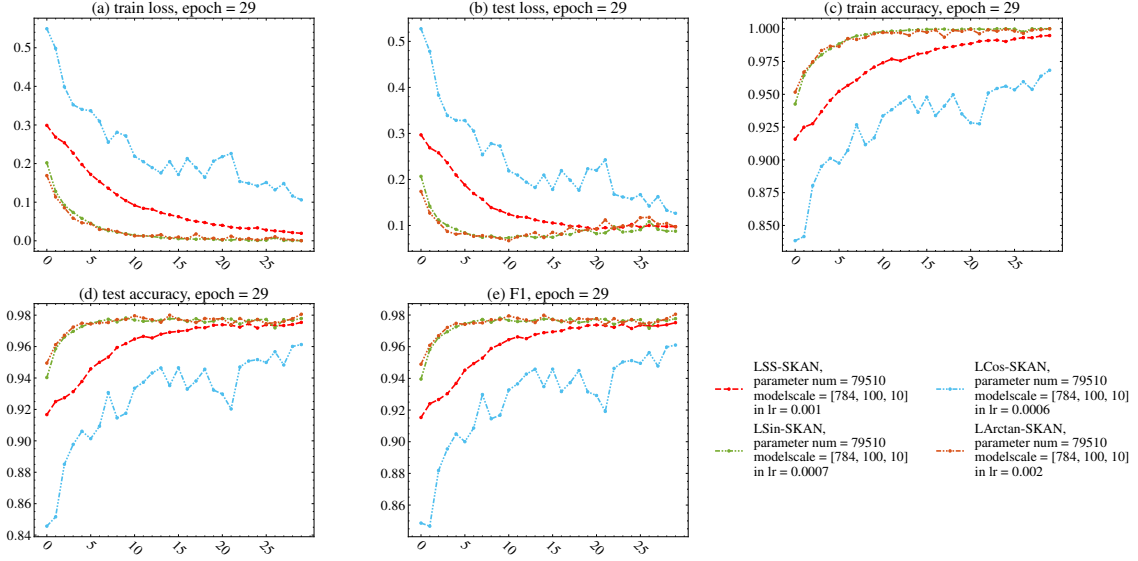 (a) train loss, epoch = 29
0.5
0.4
0.3
0.2
0.1
0.0
0 5 10 15 20 25
(b) test loss, epoch = 29
0.5
0.4
0.3
0.2
0.1
0 5 10 15 20 25
(c) train accuracy, epoch = 29
1.000
0.975
0.950
0.925
0.900
0.875
0.850
0 5 10 15 20 25
(d) test accuracy, epoch = 29
0.98
0.96
0.94
0.92
0.90
0.88
0.86
0.84
0 5 10 15 20 25
(e) F1, epoch = 29
0.98
0.96
0.94
0.92
0.90
0.88
0.86
0 5 10 15 20 25
LSS-SKAN,
parameter num = 79510
modelscale = [784, 100, 10]
in lr = 0.001
LSin-SKAN,
parameter num = 79510
modelscale = [784, 100, 10]
in lr = 0.0007
LCos-SKAN,
parameter num = 79510
modelscale = [784, 100, 10]
in lr = 0.0006
LArctan-SKAN,
parameter num = 79510
modelscale = [784, 100, 10]
in lr = 0.002